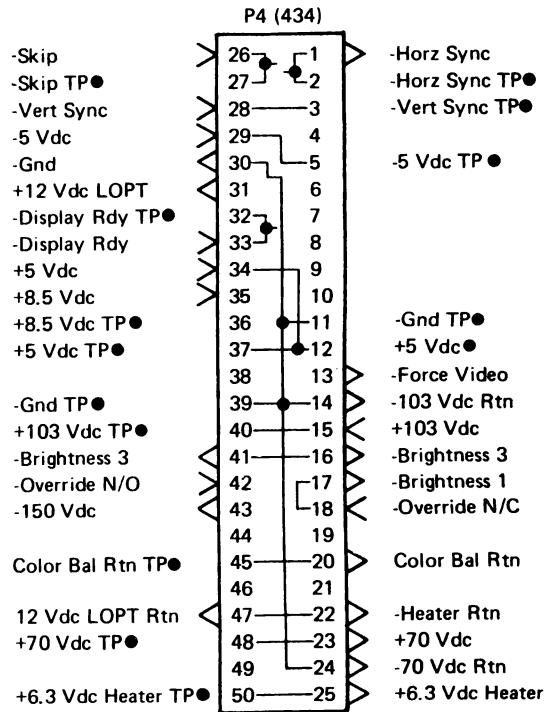 P4 (434)
-Skip 26 1 -Horz Sync
-Skip TP● 27 2 -Horz Sync TP●
-Vert Sync 28 3 -Vert Sync TP●
-5 Vdc 29 4
-Gnd 30 5 -5 Vdc TP ●
+12 Vdc LOPT 31 6
-Display Rdy TP● 32 7
-Display Rdy 33 8
+5 Vdc 34 9
+8.5 Vdc 35 10
+8.5 Vdc TP● 36 11 -Gnd TP●
+5 Vdc TP● 37 12 +5 Vdc●
38 13 -Force Video
-Gnd TP● 39 14 -103 Vdc Rtn
+103 Vdc TP● 40 15 +103 Vdc
-Brightness 3 41 16 -Brightness 3
-Override N/O 42 17 -Brightness 1
-150 Vdc 43 18 -Override N/C
44 19
Color Bal Rtn TP● 45 20 Color Bal Rtn
46 21
12 Vdc LOPT Rtn 47 22 -Heater Rtn
+70 Vdc TP● 48 23 +70 Vdc
49 24 -70 Vdc Rtn
+6.3 Vdc Heater TP● 50 25 +6.3 Vdc Heater